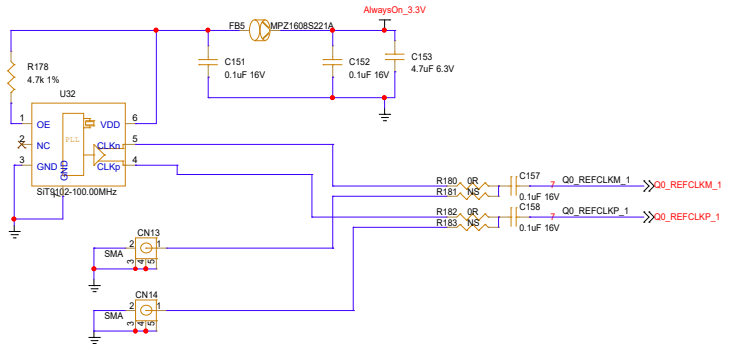 AlwaysOn_3.3V
FB5 MPZ1608S221A
R178
4.7k 1%
C151
0.1uF 16V
C152
0.1uF 16V
C153
4.7uF 6.3V
U32
1 OE VDD 6
2 NC CLKn 5
3 GND CLKp 4
PLL
GND
SiT9102-100.00MHz
R180 0R
R181 NS
C157
0.1uF 16V
7 Q0_REFCLKM_1 Q0_REFCLKM_1
R182 0R
R183 NS
C158
0.1uF 16V
7 Q0_REFCLKP_1 Q0_REFCLKP_1
CN13
2 1
SMA 3 4 5
CN14
2 1
SMA 3 4 5